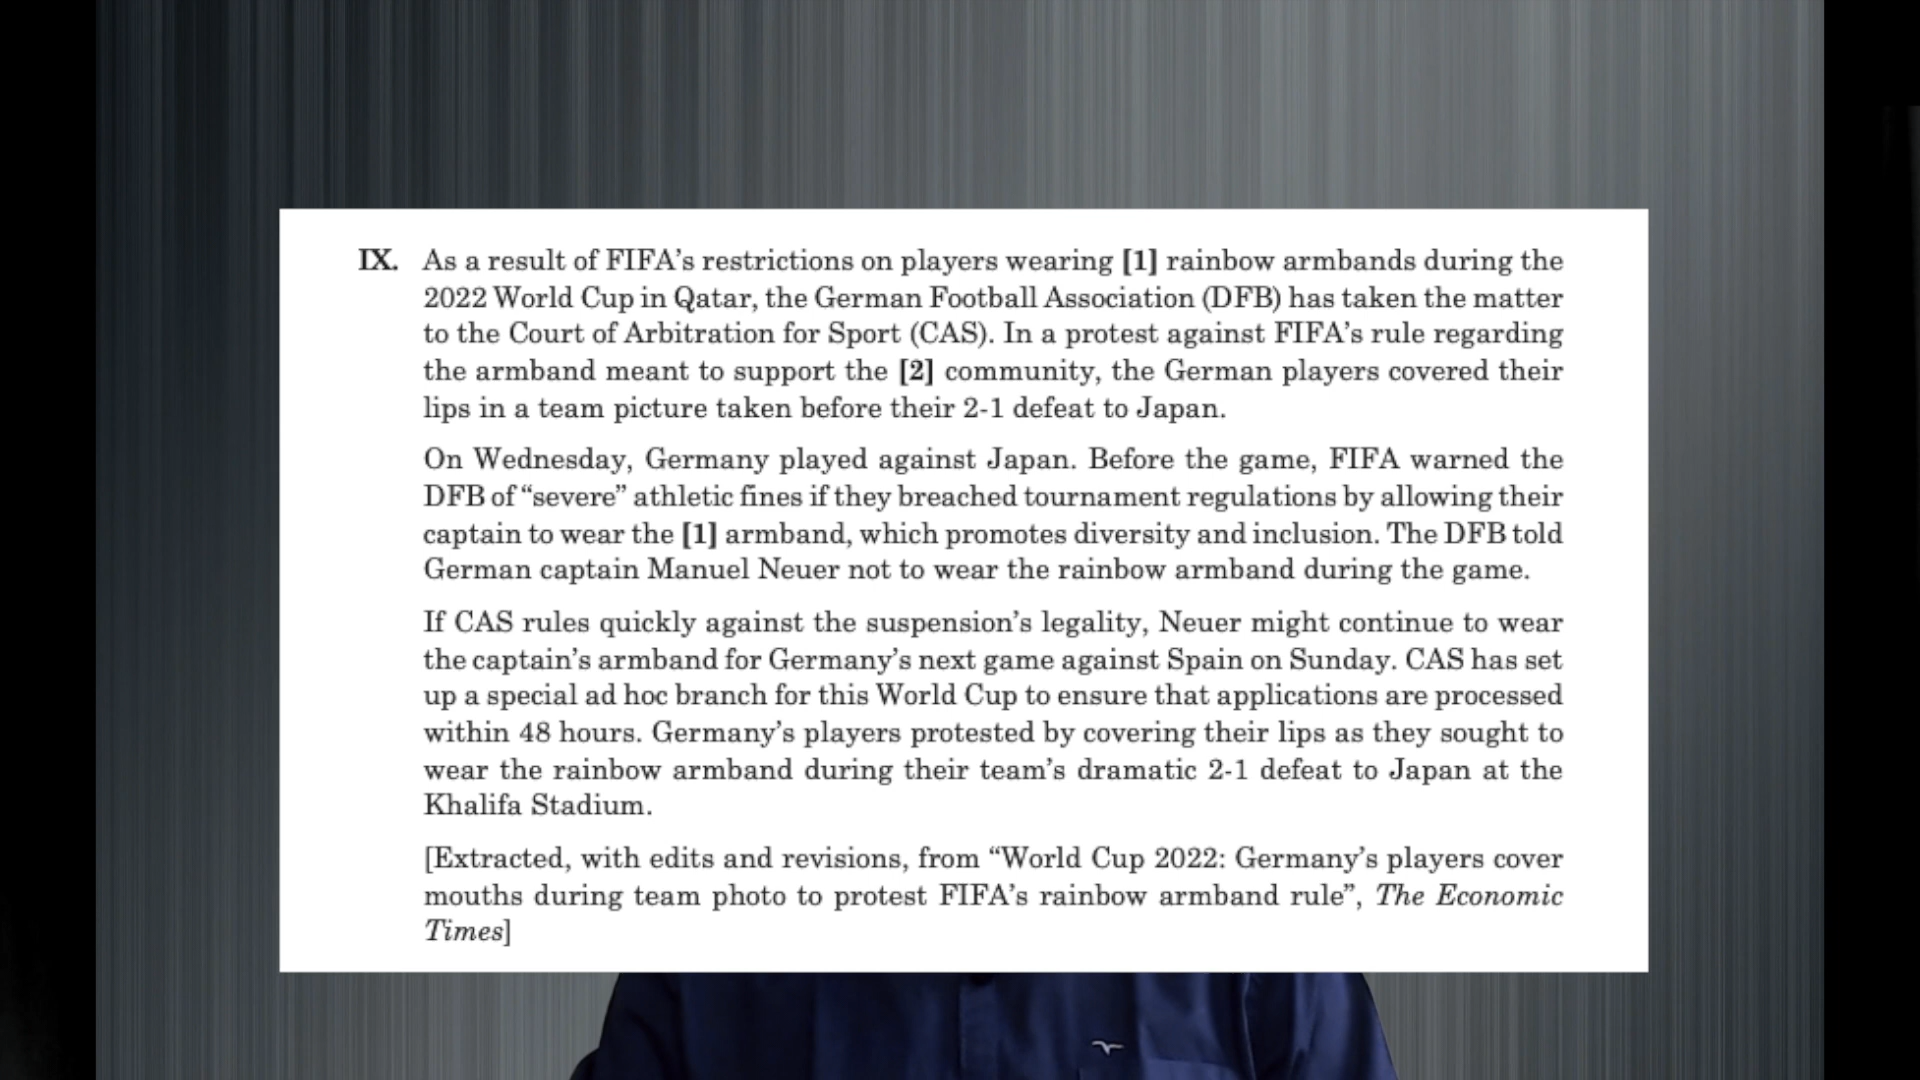 IX. As a result of FIFA's restrictions on players wearing [1] rainbow armbands during the
2022 World Cup in Qatar, the German Football Association (DFB) has taken the matter
to the Court of Arbitration for Sport (CAS). In a protest against FIFA's rule regarding
the armband meant to support the [2] community, the German players covered their
lips in a team picture taken before their 2-1 defeat to Japan.
On Wednesday, Germany played against Japan. Before the game, FIFA warned the
DFB of “severe” athletic fines if they breached tournament regulations by allowing their
captain to wear the [1] armband, which promotes diversity and inclusion. The DFB told
German captain Manuel Neuer not to wear the rainbow armband during the game.
If CAS rules quickly against the suspension's legality, Neuer might continue to wear
the captain's armband for Germany's next game against Spain on Sunday. CAS has set
up a special ad hoc branch for this World Cup to ensure that applications are processed
within 48 hours. Germany's players protested by covering their lips as they sought to
wear the rainbow armband during their team's dramatic 2-1 defeat to Japan at the
Khalifa Stadium.
[Extracted, with edits and revisions, from “World Cup 2022: Germany's players cover
mouths during team photo to protest FIFA's rainbow armband rule”, The Economic
Times]